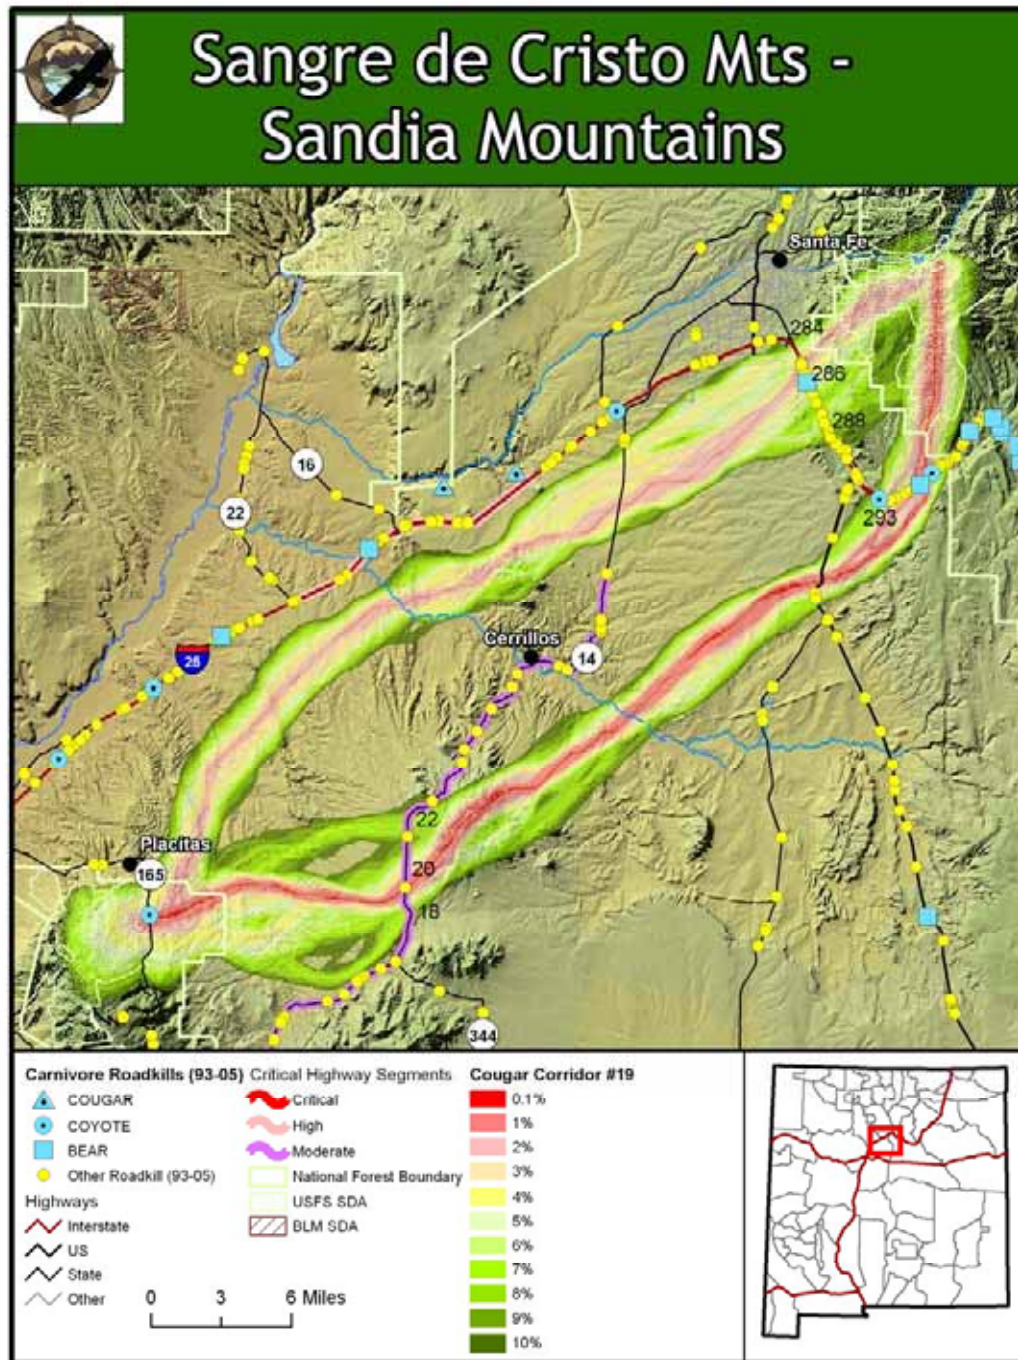 Sangre de Cristo Mts -
Sandia Mountains
Santa Fe
284
286
288
16
22
293
Cerrillos
14
25
22
Placitas
20
165
18
344
Carnivore Roadkills (93-05)
COUGAR
COYOTE
BEAR
Other Roadkill (93-05)
Highways
Interstate
US
State
Other
Critical Highway Segments
Critical
High
Moderate
National Forest Boundary
USFS SDA
BLM SDA
0 3 6 Miles
Cougar Corridor #19
0.1%
1%
2%
3%
4%
5%
6%
7%
8%
9%
10%